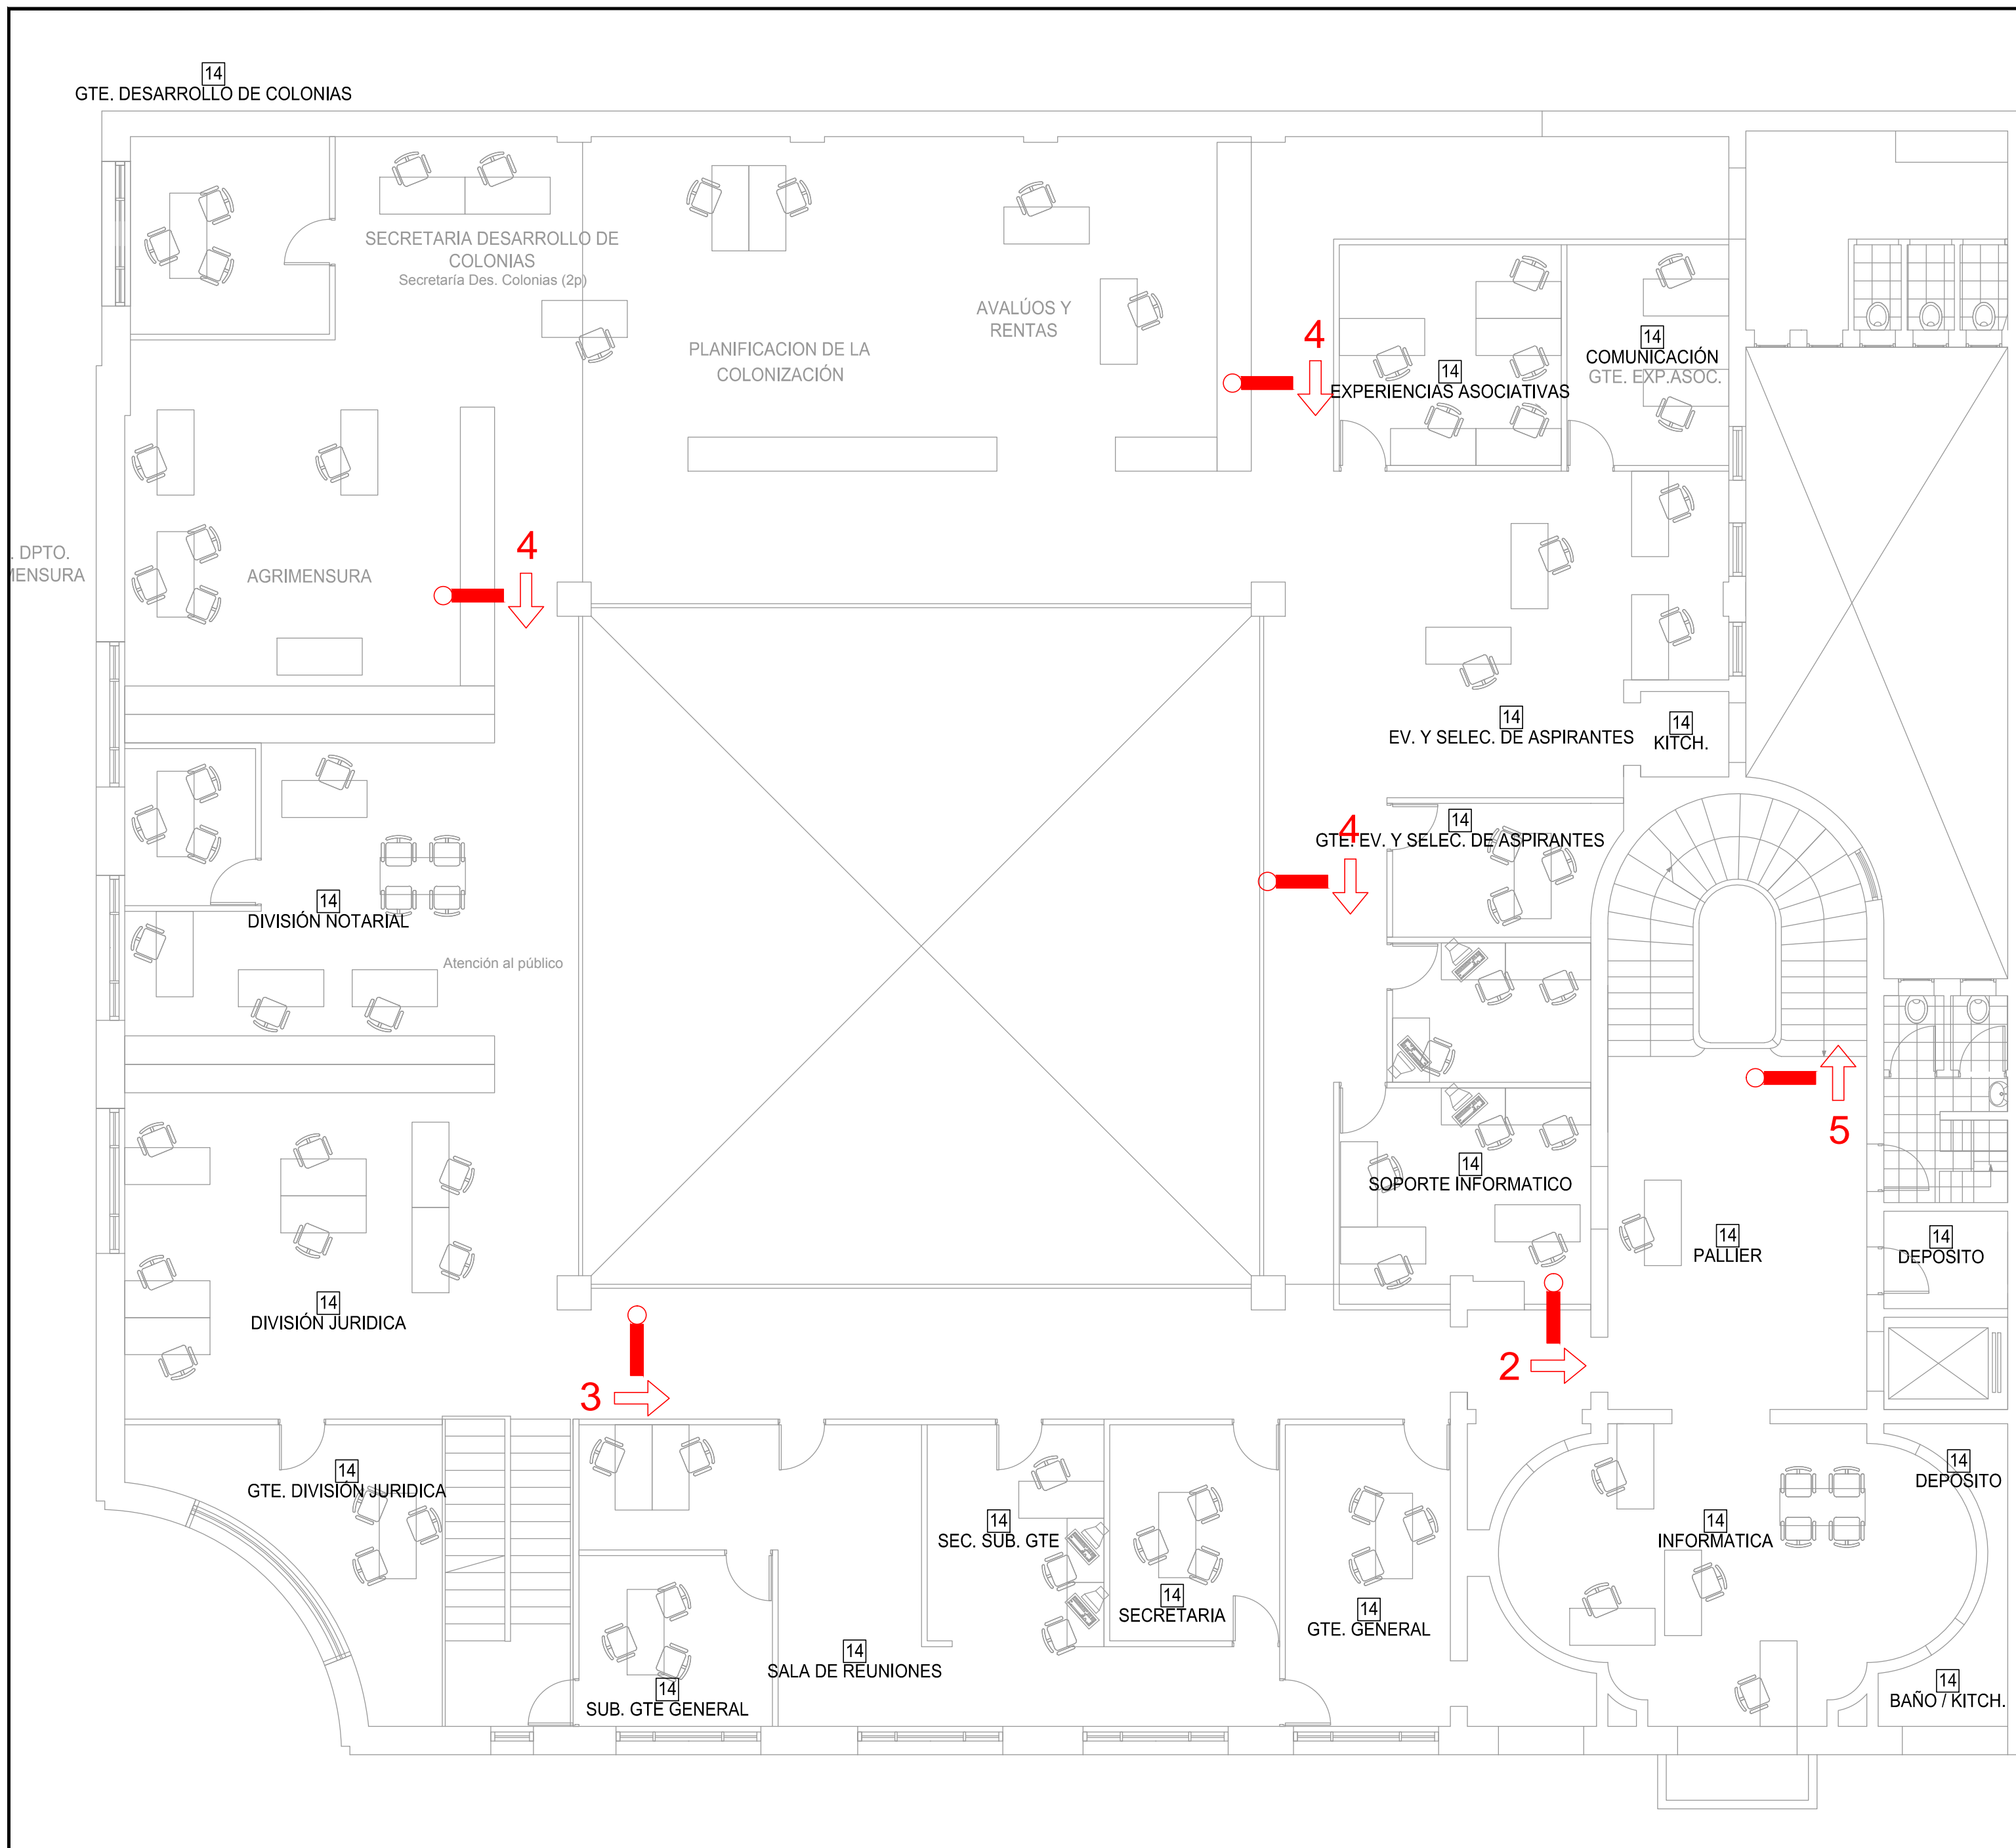 14
GTE. DESARROLLO DE COLONIAS
SECRETARIA DESARROLLO DE
COLONIAS
Secretaría Des. Colonias (2p)
PLANIFICACION DE LA
COLONIZACIÓN
AVALÚOS Y
RENTAS
4
14
EXPERIENCIAS ASOCIATIVAS
14
COMUNICACIÓN
GTE. EXP.ASOC.
. DPTO.
MENSURA
AGRIMENSURA
4
14
EV. Y SELEC. DE ASPIRANTES
14
KITCH.
4
14
GTE. EV. Y SELEC. DE ASPIRANTES
14
DIVISIÓN NOTARIAL
Atención al público
5
14
SOPORTE INFORMATICO
14
PALLIER
14
DEPOSITO
14
DIVISIÓN JURIDICA
3
2
14
GTE. DIVISIÓN JURIDICA
14
SEC. SUB. GTE
14
INFORMATICA
14
DEPOSITO
14
SECRETARIA
14
GTE. GENERAL
14
SALA DE REUNIONES
14
SUB. GTE GENERAL
14
BAÑO / KITCH.